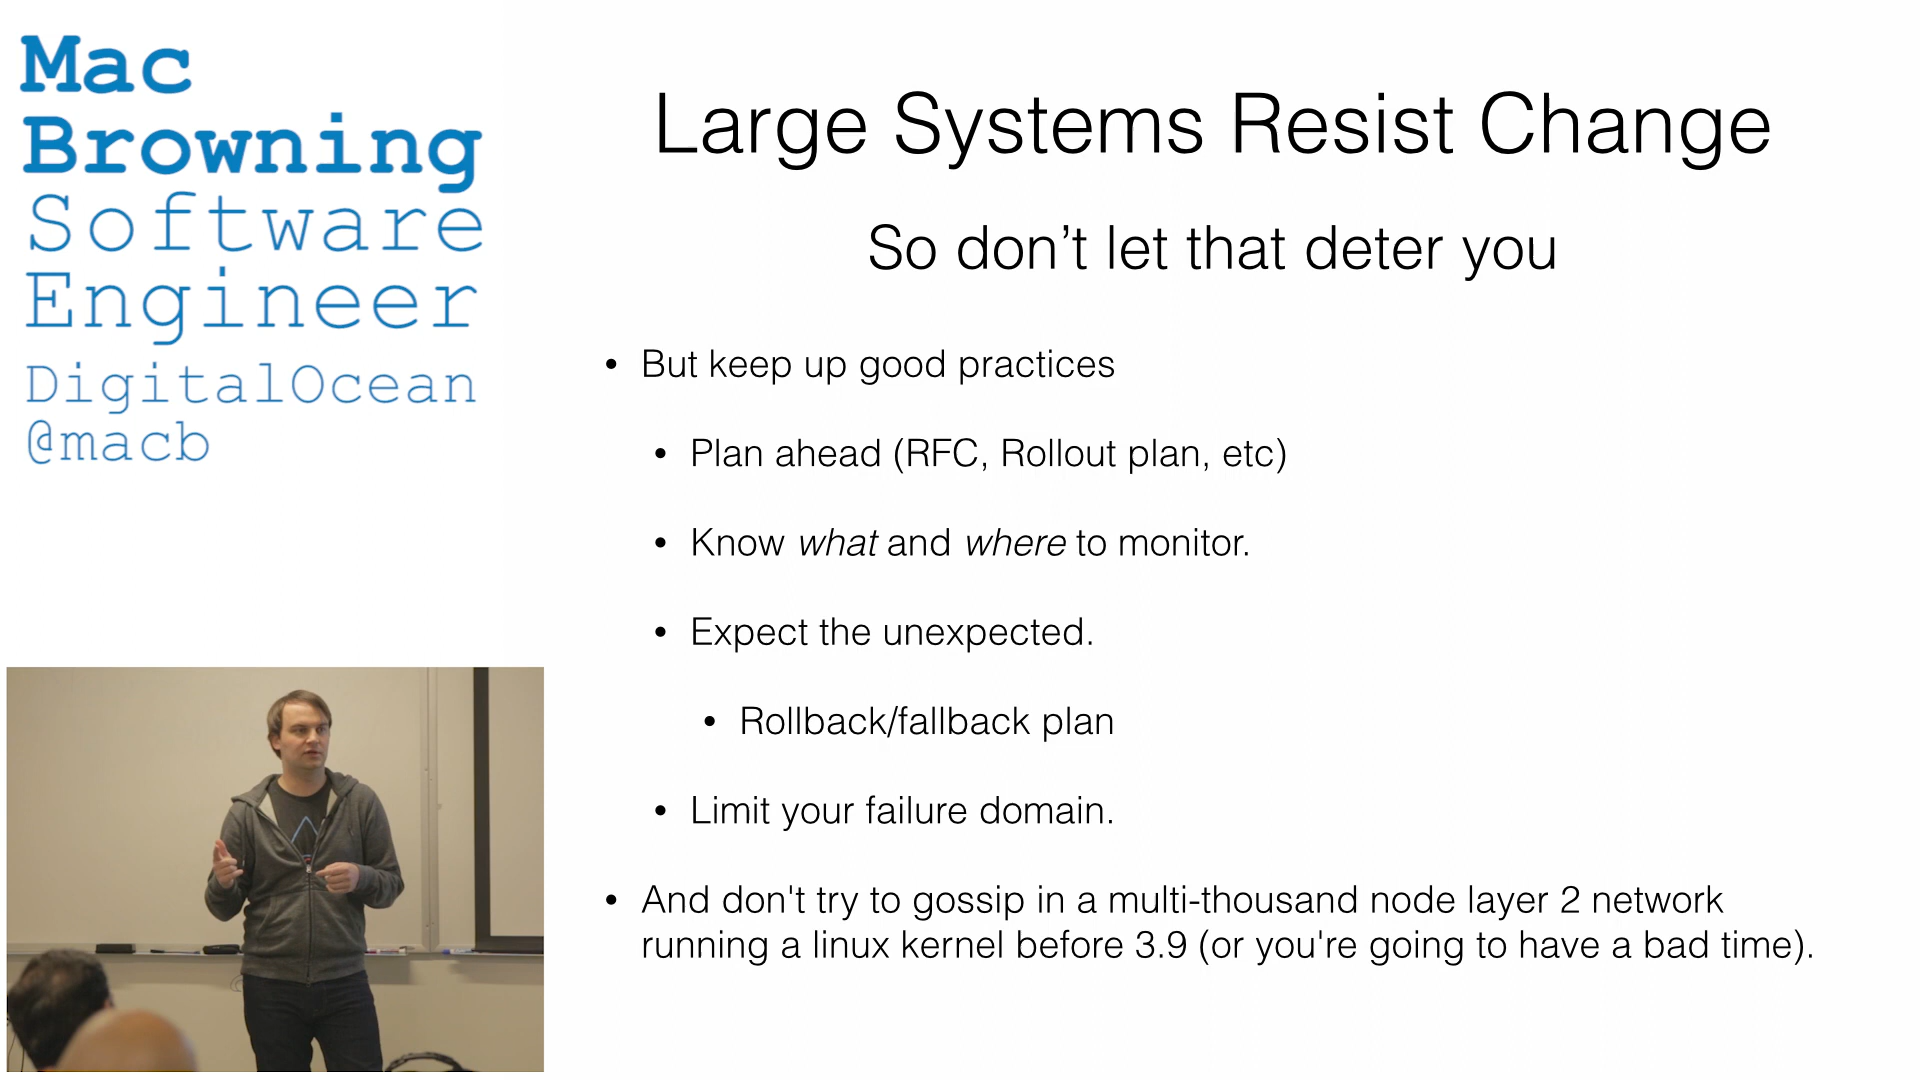 Mac
Browning
Software
Engineer
DigitalOcean
@macb
Large Systems Resist Change
So don’t let that deter you
• But keep up good practices
• Plan ahead (RFC, Rollout plan, etc)
• Know what and where to monitor.
• Expect the unexpected.
• Rollback/fallback plan
• Limit your failure domain.
• And don't try to gossip in a multi-thousand node layer 2 network
running a linux kernel before 3.9 (or you're going to have a bad time).